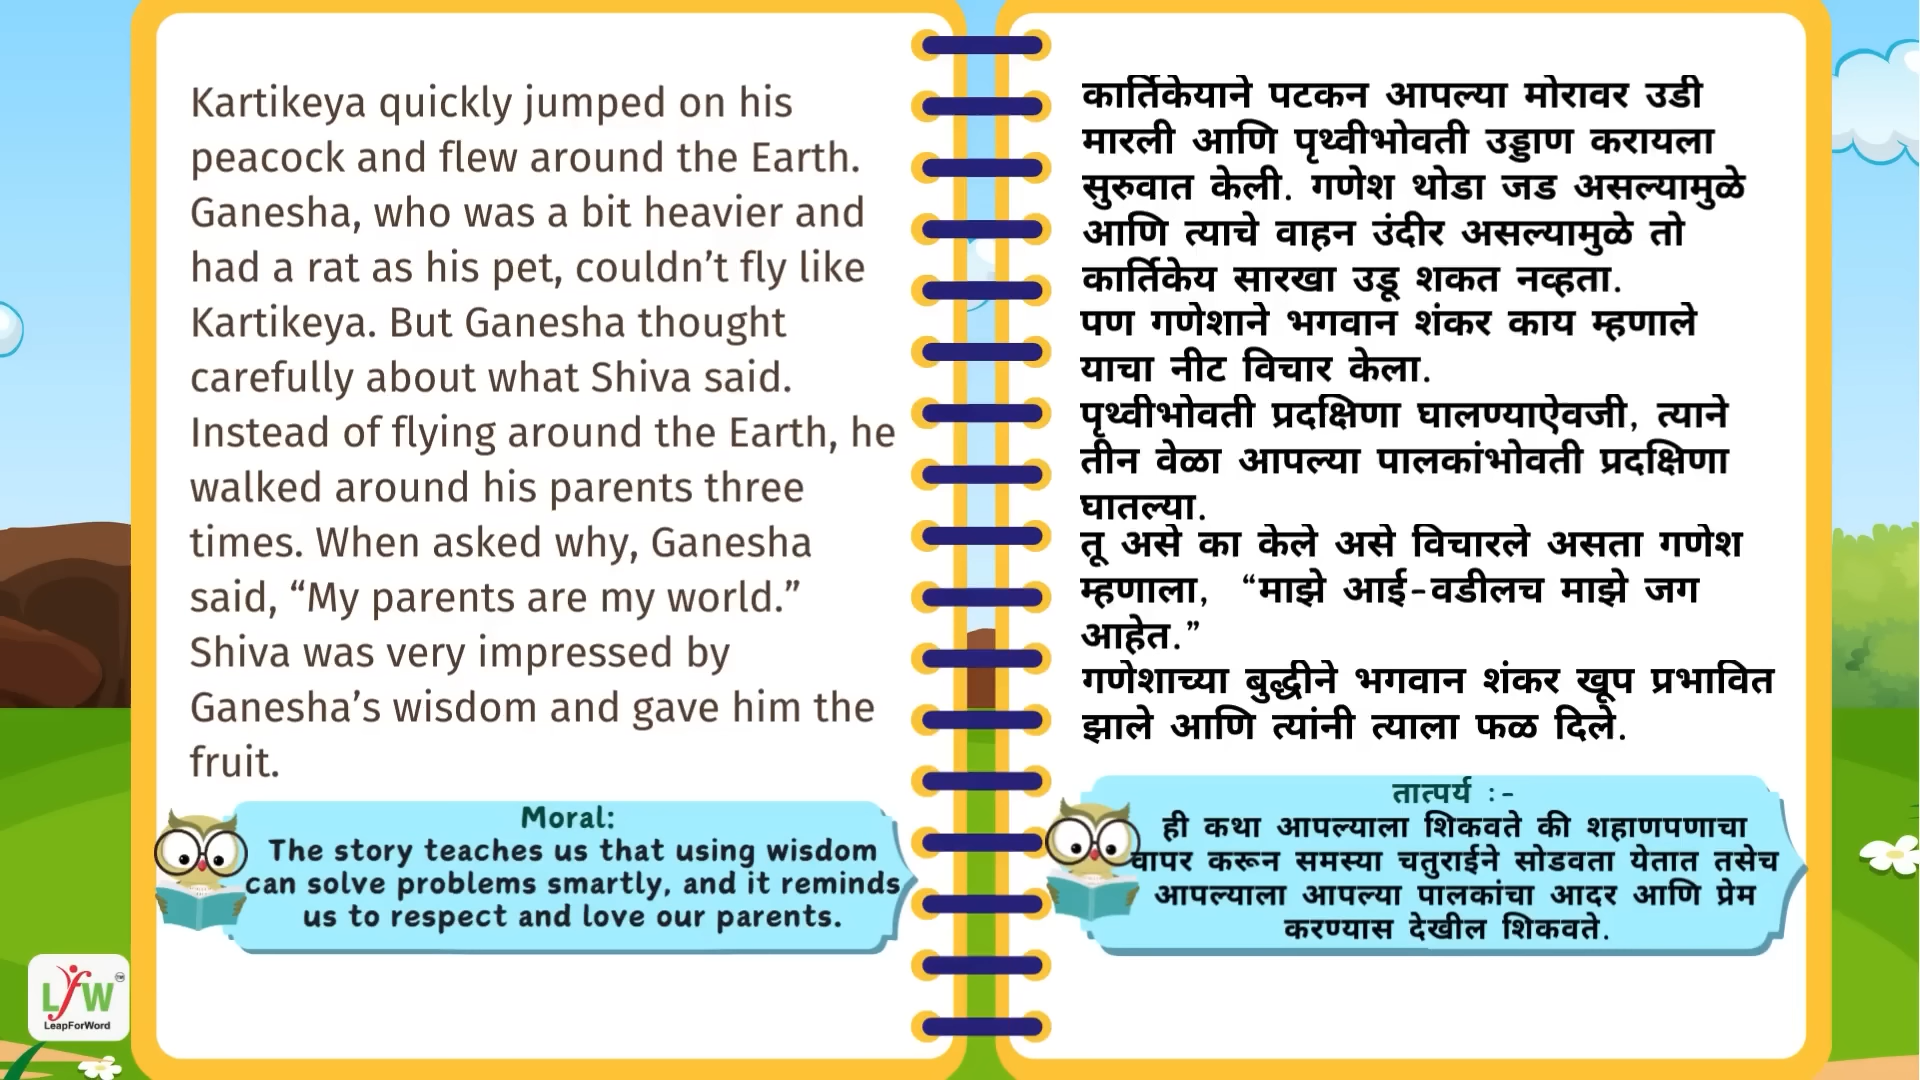 Kartikeya quickly jumped on his
peacock and flew around the Earth.
Ganesha, who was a bit heavier and
had a rat as his pet, couldn’t fly like
Kartikeya. But Ganesha thought
carefully about what Shiva said.
Instead of flying around the Earth, he
walked around his parents three
times. When asked why, Ganesha
said, “My parents are my world.”
Shiva was very impressed by
Ganesha’s wisdom and gave him the
fruit.
Moral:
The story teaches us that using wisdom
can solve problems smartly, and it reminds
us to respect and love our parents.
कार्तिकेयाने पटकन आपल्या मोरावर उडी
मारली आणि पृथ्वीभोवती उड्डाण करायला
सुरुवात केली. गणेश थोडा जड असल्यामुळे
आणि त्याचे वाहन उंदीर असल्यामुळे तो
कार्तिकेय सारखा उडू शकत नव्हता.
पण गणेशाने भगवान शंकर काय म्हणाले
याचा नीट विचार केला.
पृथ्वीभोवती प्रदक्षिणा घालण्याऐवजी, त्याने
तीन वेळा आपल्या पालकांभोवती प्रदक्षिणा
घातल्या.
तू असे का केले असे विचारले असता गणेश
म्हणाला, “माझे आई-वडीलच माझे जग
आहेत.”
गणेशाच्या बुद्धीने भगवान शंकर खूप प्रभावित
झाले आणि त्यांनी त्याला फळ दिले.
तात्पर्य :-
ही कथा आपल्याला शिकवते की शहाणपणाचा
वापर करून समस्या चतुराईने सोडवता येतात तसेच
आपल्याला आपल्या पालकांचा आदर आणि प्रेम
करण्यास देखील शिकवते.
LfW TM
LeapForWord